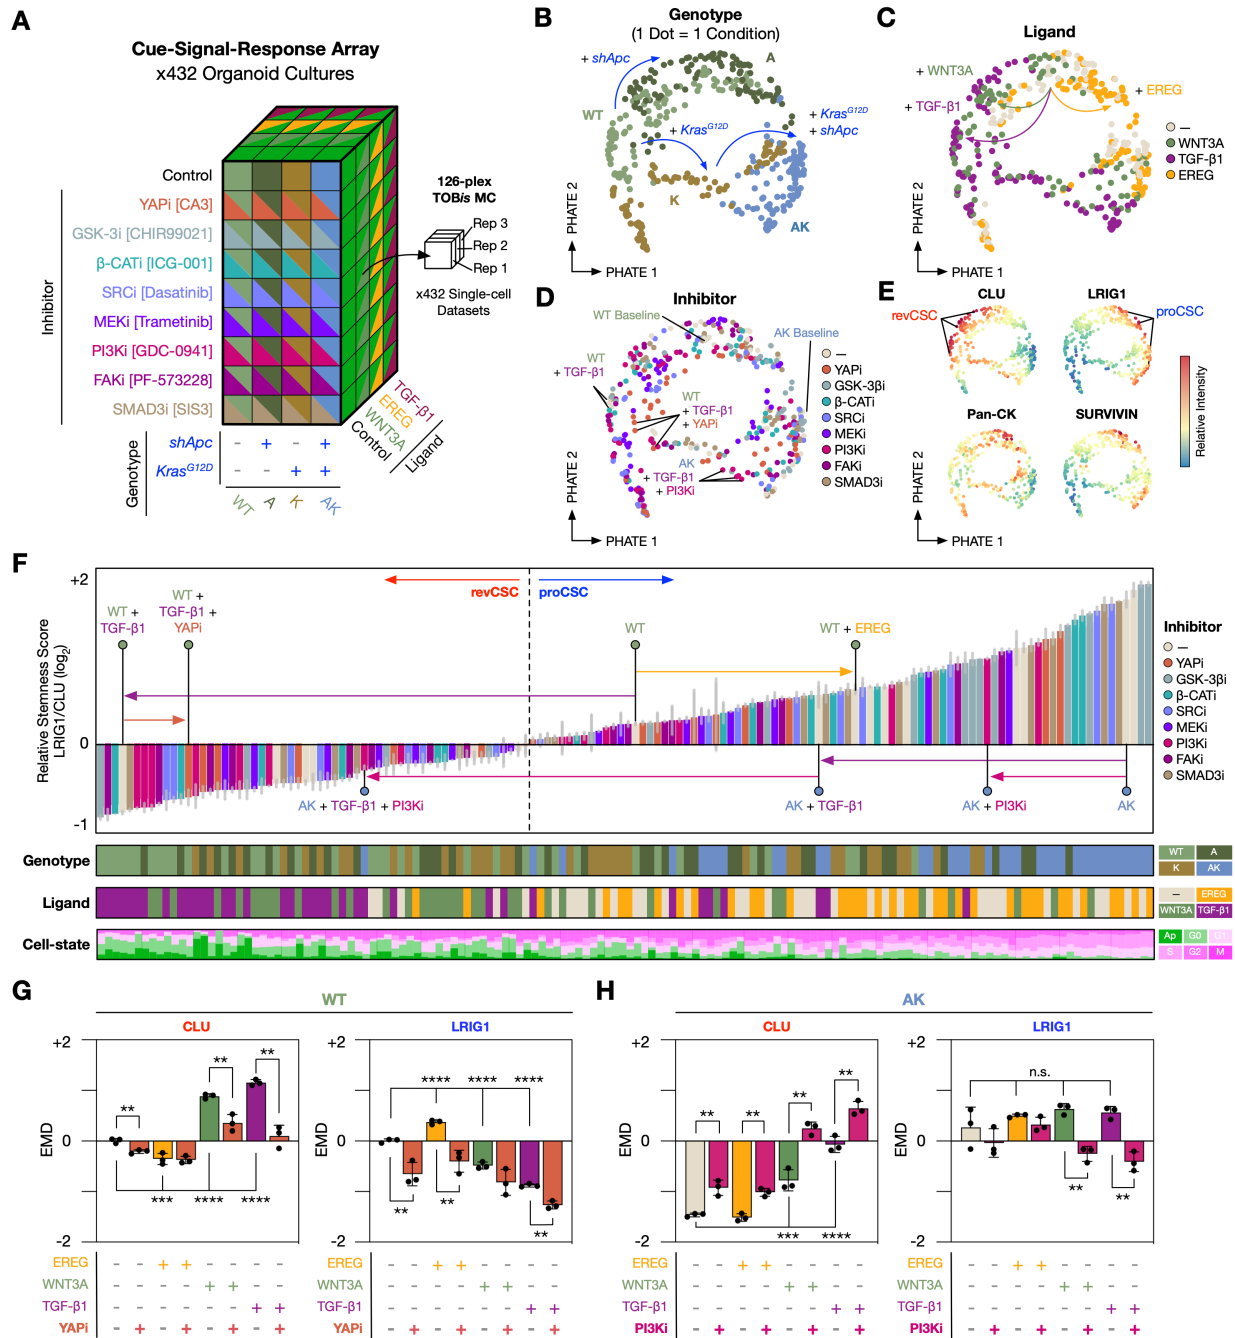 A
Cue-Signal-Response Array
x432 Organoid Cultures
Control
YAPi [CA3]
GSK-3i [CHIR99021]
β-CATi [ICG-001]
SRCi [Dasatinib]
MEKi [Trametinib]
PI3Ki [GDC-0941]
FAKi [PF-573228]
SMAD3i [SIS3]
Inhibitor
126-plex
TOBis MC
Rep 3
Rep 2
Rep 1
x432 Single-cell
Datasets
TGF-β1
EREG
WNT3A
Control
Ligand
Genotype
shApc - + - +
KrasG12D - - + +
WT A K AK
B
Genotype
(1 Dot = 1 Condition)
+ shApc
A
WT
+ KrasG12D
+ KrasG12D
+ shApc
K
AK
PHATE 2
PHATE 1
C
Ligand
+ WNT3A
+ TGF-β1
+ EREG
—
WNT3A
TGF-β1
EREG
PHATE 2
PHATE 1
D
Inhibitor
WT Baseline
AK Baseline
WT
+ TGF-β1
WT
+ TGF-β1
+ YAPi
AK
+ TGF-β1
+ PI3Ki
—
YAPi
GSK-3βi
β-CATi
SRCi
MEKi
PI3Ki
FAKi
SMAD3i
PHATE 2
PHATE 1
E
CLU
LRIG1
revCSC
proCSC
Pan-CK
SURVIVIN
Relative Intensity
PHATE 2
PHATE 1
F
+2
0
-1
Relative Stemness Score
LRIG1/CLU (log2)
revCSC
proCSC
WT +
TGF-β1
WT +
TGF-β1 +
YAPi
WT
WT + EREG
AK + TGF-β1 + PI3Ki
AK + TGF-β1
AK + PI3Ki
AK
Inhibitor
—
YAPi
GSK-3βi
β-CATi
SRCi
MEKi
PI3Ki
FAKi
SMAD3i
Genotype
WT A
K AK
Ligand
— EREG
WNT3A TGF-β1
Cell-state
Ap G0 G1
S G2 M
G
WT
CLU
LRIG1
+2
0
-2
EMD
**
**
**
***
****
****
+2
0
-2
EMD
****
****
****
**
**
**
EREG - - + + - - - -
WNT3A - - - - + + - -
TGF-β1 - - - - - - + +
YAPi - + - + - + - +
EREG - - + + - - - -
WNT3A - - - - + + - -
TGF-β1 - - - - - - + +
YAPi - + - + - + - +
H
AK
CLU
LRIG1
+2
0
-2
EMD
**
**
**
**
***
****
+2
0
-2
EMD
n.s.
**
**
EREG - - + + - - - -
WNT3A - - - - + + - -
TGF-β1 - - - - - - + +
PI3Ki - + - + - + - +
EREG - - + + - - - -
WNT3A - - - - + + - -
TGF-β1 - - - - - - + +
PI3Ki - + - + - + - +